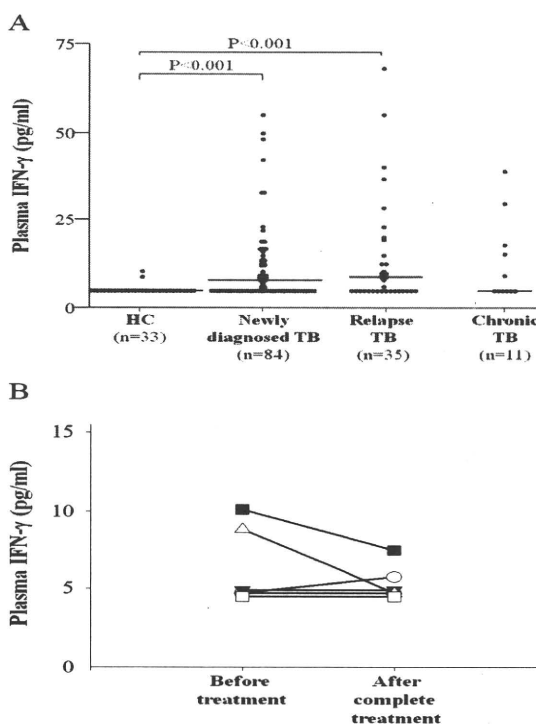 A
75
P<0.001
P<0.001
50
25
0
Plasma IFN-γ (pg/ml)
HC
(n=33)
Newly
diagnosed TB
(n=84)
Relapse
TB
(n=35)
Chronic
TB
(n=11)
B
15
10
5
0
Plasma IFN-γ (pg/ml)
Before
treatment
After
complete
treatment